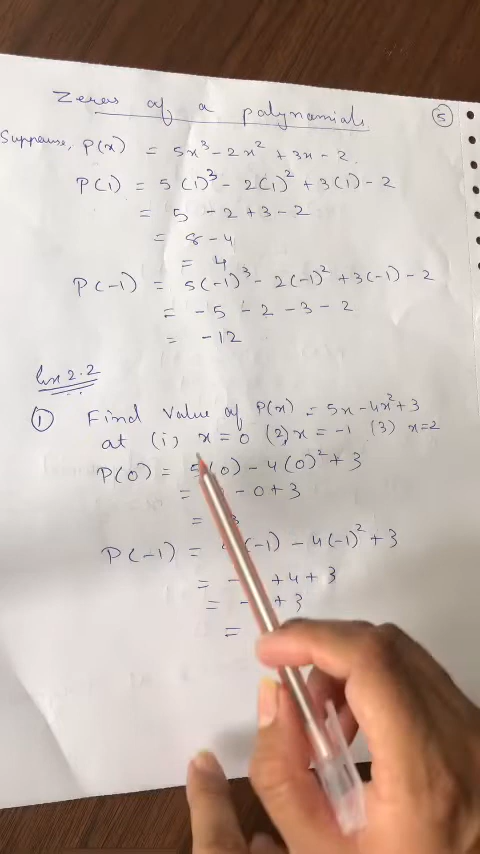 Zeroes of a polynomials
5
Suppause, P(x) = 5x³ - 2x² + 3x - 2.
P(1) = 5(1)³ - 2(1)² + 3(1) - 2
= 5 - 2 + 3 - 2
= 8 - 4
= 4
P(-1) = 5(-1)³ - 2(-1)² + 3(-1) - 2
= -5 - 2 - 3 - 2
= -12
2.2
① Find value of P(x) = 5x - 4x² + 3
at (i) x = 0 (2) x = -1 (3) x = 2
P(0) = 5(0) - 4(0)² + 3
= - 0 + 3
= 3
P(-1) = (-1) - 4(-1)² + 3
= - + 4 + 3
= - + 3
=